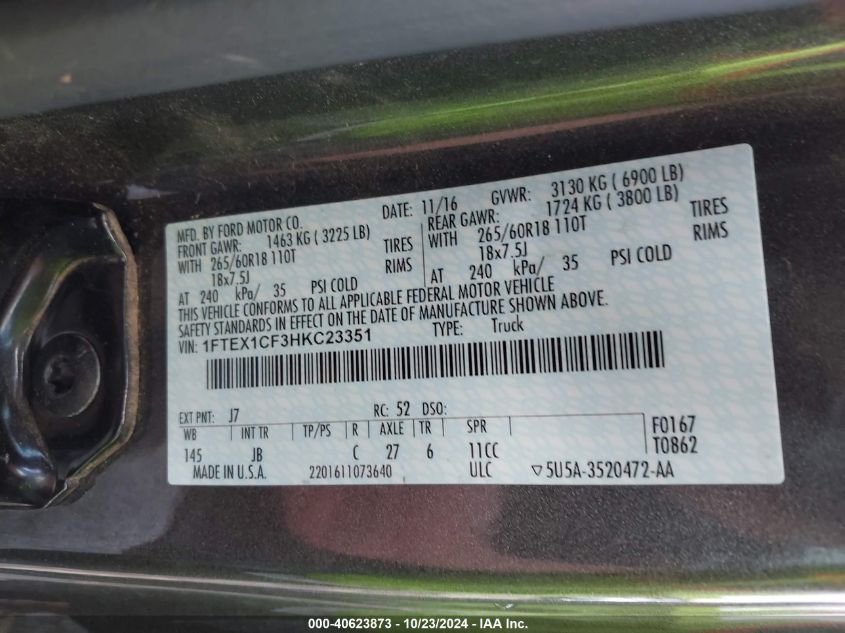 MFD. BY FORD MOTOR CO. DATE: 11/16 GVWR: 3130 KG ( 6900 LB)
FRONT GAWR: 1463 KG ( 3225 LB) REAR GAWR: 1724 KG ( 3800 LB)
WITH 265/60R18 110T TIRES WITH 265/60R18 110T TIRES
18x7.5J RIMS 18x7.5J RIMS
AT 240 kPa/ 35 PSI COLD AT 240 kPa/ 35 PSI COLD
THIS VEHICLE CONFORMS TO ALL APPLICABLE FEDERAL MOTOR VEHICLE
SAFETY STANDARDS IN EFFECT ON THE DATE OF MANUFACTURE SHOWN ABOVE.
VIN: 1FTEX1CF3HKC23351 TYPE: Truck
EXT PNT: J7 RC: 52 DSO:
WB INT TR TP/PS R AXLE TR SPR F0167
145 JB C 27 6 11CC T0862
MADE IN U.S.A. 2201611073640 ULC ▽5U5A-3520472-AA
000-40623873 - 10/23/2024 - IAA Inc.